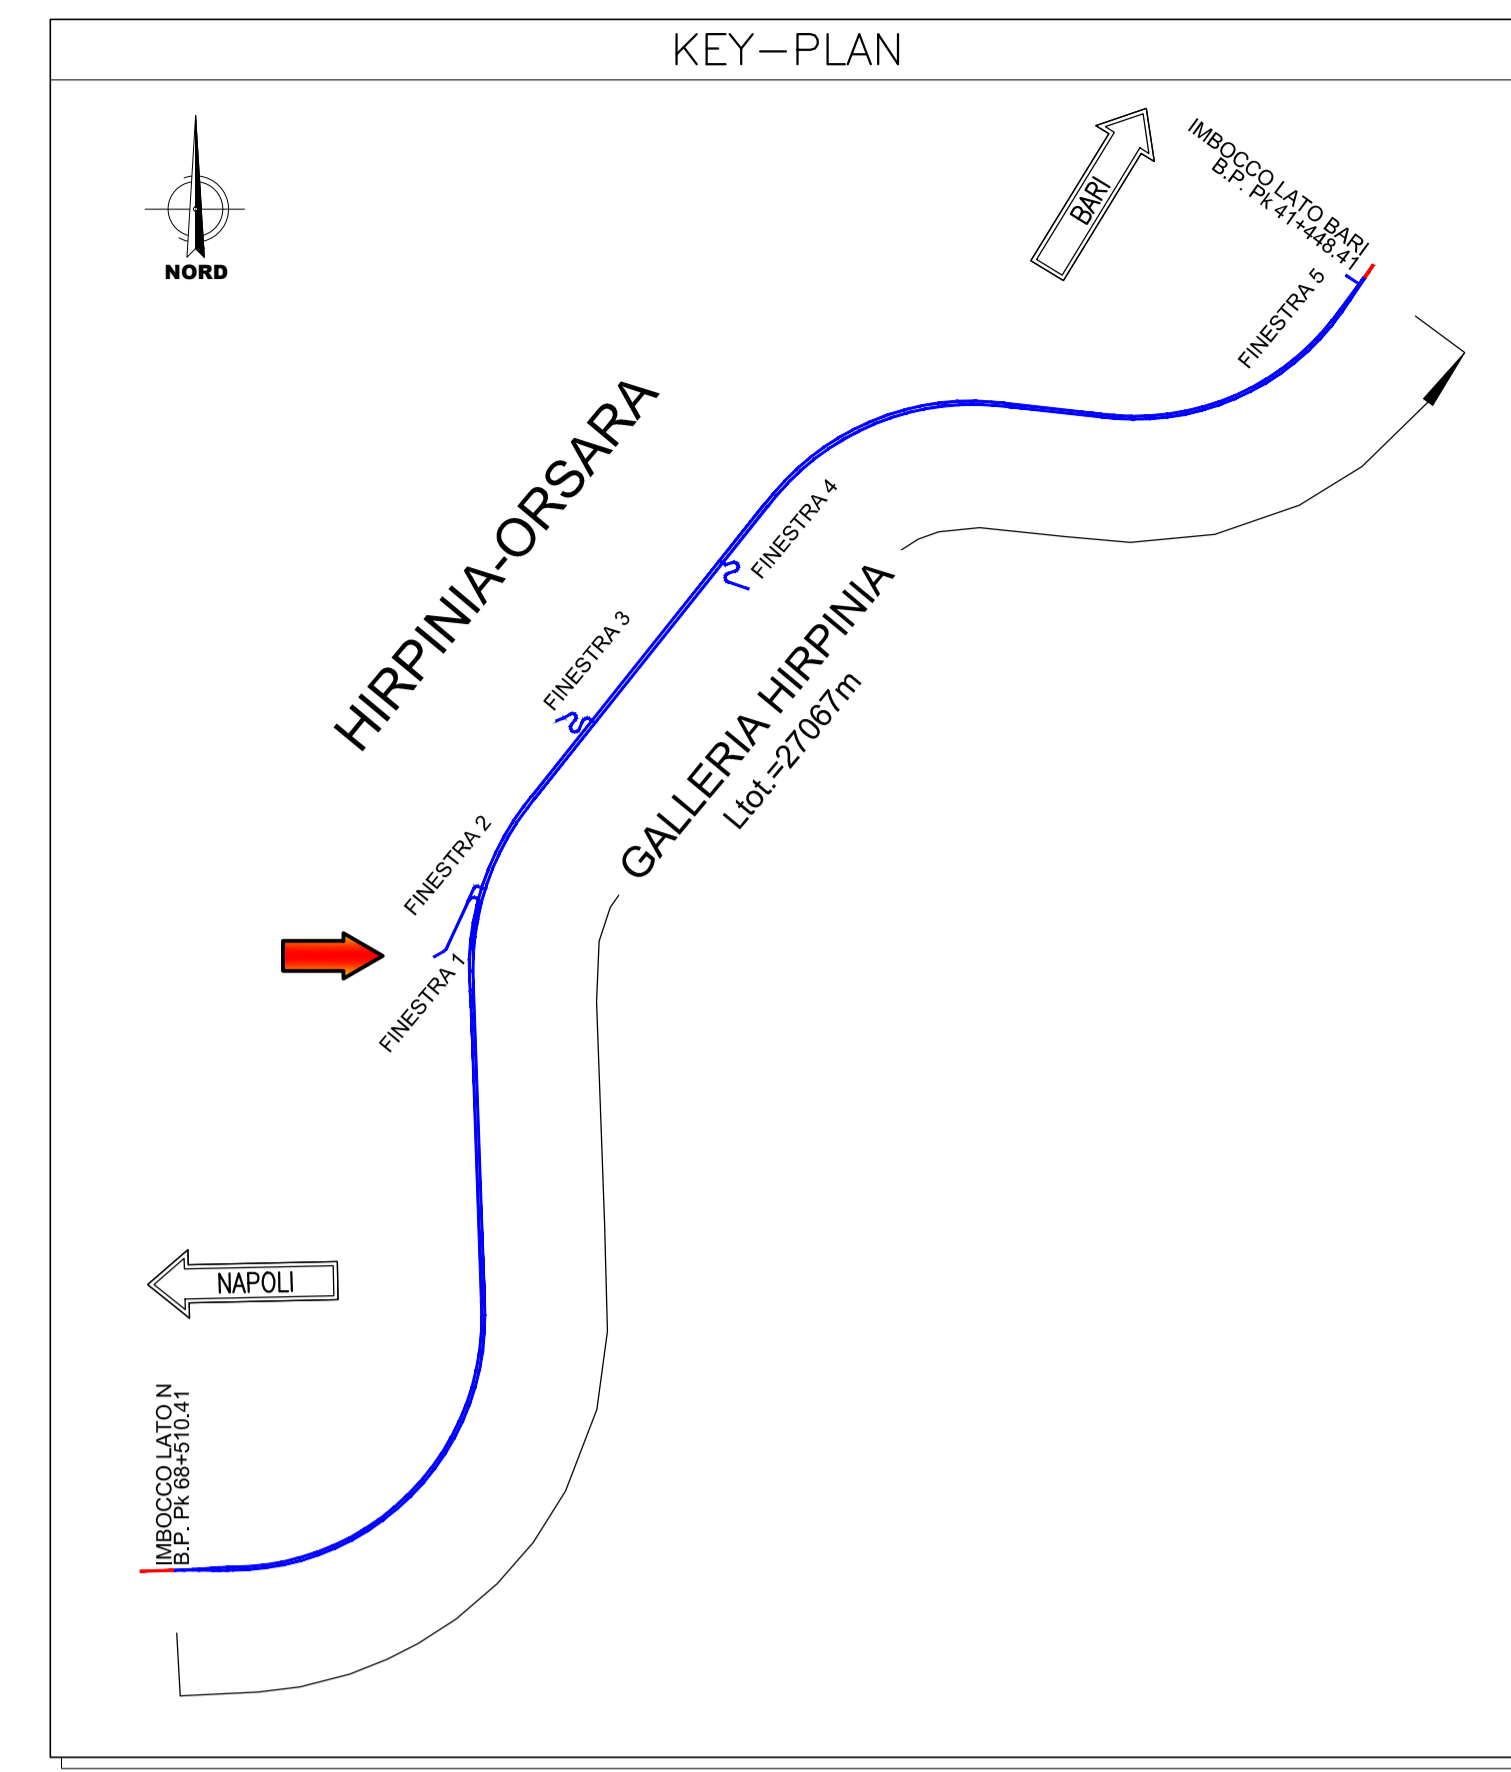 KEY-PLAN
NORD
BARI
IMBOCCO LATO BARI
B.P. Pk 41+448.41
FINESTRA 5
HIRPINIA-ORSARA
FINESTRA 4
FINESTRA 3
GALLERIA HIRPINIA
Ltot.=27067m
FINESTRA 2
FINESTRA 1
NAPOLI
IMBOCCO LATO N
B.P. Pk 68+510.41